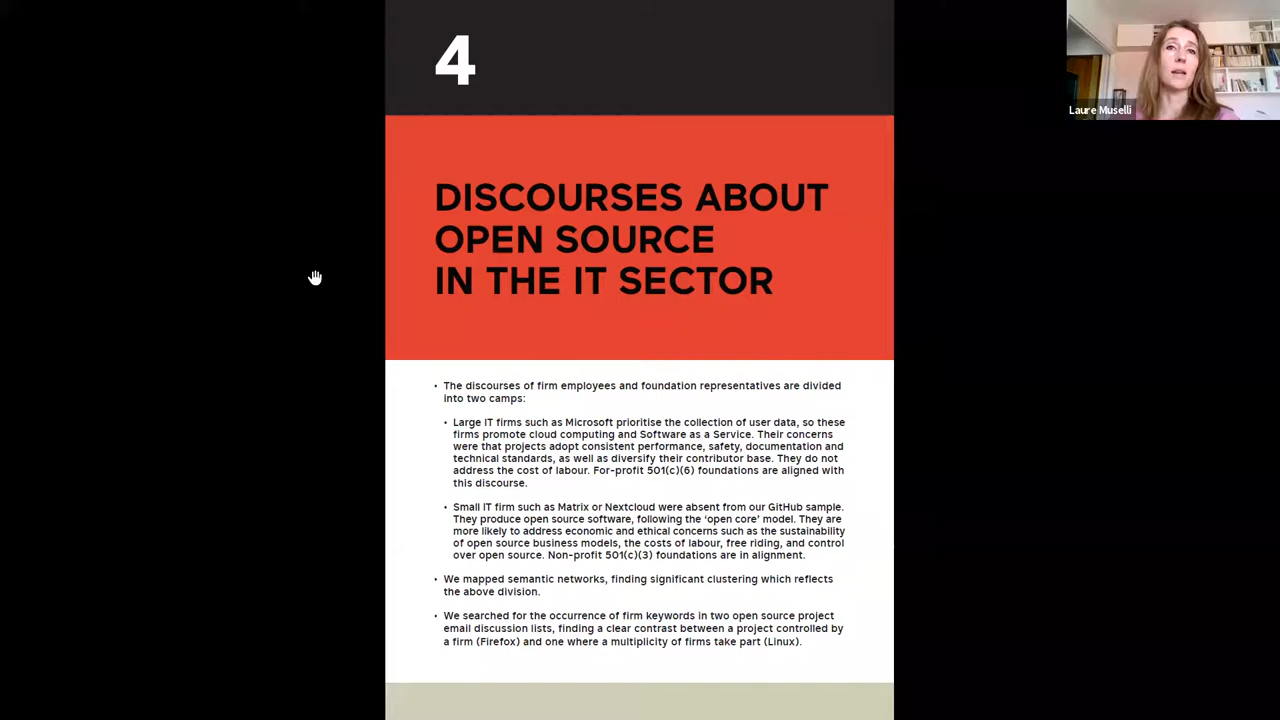 4
Laure Muselli
DISCOURSES ABOUT
OPEN SOURCE
IN THE IT SECTOR
• The discourses of firm employees and foundation representatives are divided
into two camps:
• Large IT firms such as Microsoft prioritise the collection of user data, so these
firms promote cloud computing and Software as a Service. Their concerns
were that projects adopt consistent performance, safety, documentation and
technical standards, as well as diversify their contributor base. They do not
address the cost of labour. For-profit 501(c)(6) foundations are aligned with
this discourse.
• Small IT firm such as Matrix or Nextcloud were absent from our GitHub sample.
They produce open source software, following the ‘open core’ model. They are
more likely to address economic and ethical concerns such as the sustainability
of open source business models, the costs of labour, free riding, and control
over open source. Non-profit 501(c)(3) foundations are in alignment.
• We mapped semantic networks, finding significant clustering which reflects
the above division.
• We searched for the occurrence of firm keywords in two open source project
email discussion lists, finding a clear contrast between a project controlled by
a firm (Firefox) and one where a multiplicity of firms take part (Linux).